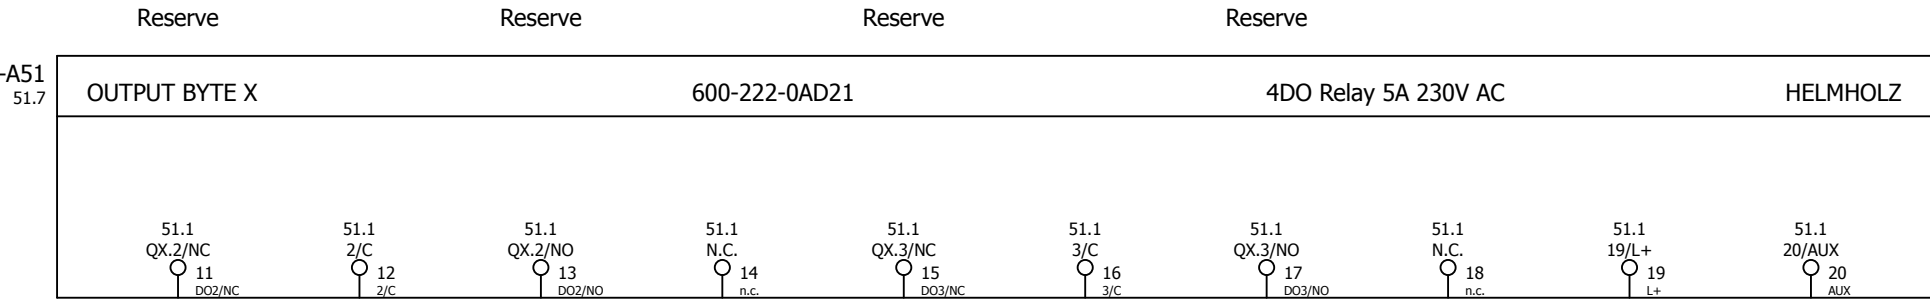 Reserve Reserve Reserve Reserve
-A51
51.7
OUTPUT BYTE X 600-222-0AD21 4DO Relay 5A 230V AC HELMHOLZ
51.1 51.1 51.1 51.1 51.1 51.1 51.1 51.1 51.1 51.1
QX.2/NC 2/C QX.2/NO N.C. QX.3/NC 3/C QX.3/NO N.C. 19/L+ 20/AUX
11 12 13 14 15 16 17 18 19 20
DO2/NC 2/C DO2/NO n.c. DO3/NC 3/C DO3/NO n.c. L+ AUX